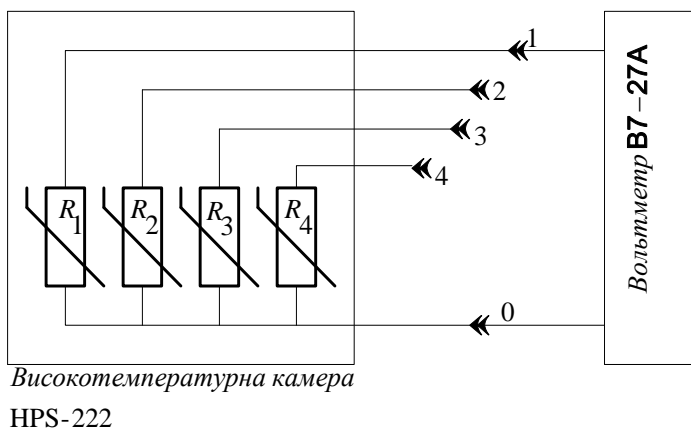 1
2
3
4
R1
R2
R3
R4
0
Вольтметр В7–27А
Високотемпературна камера
HPS-222